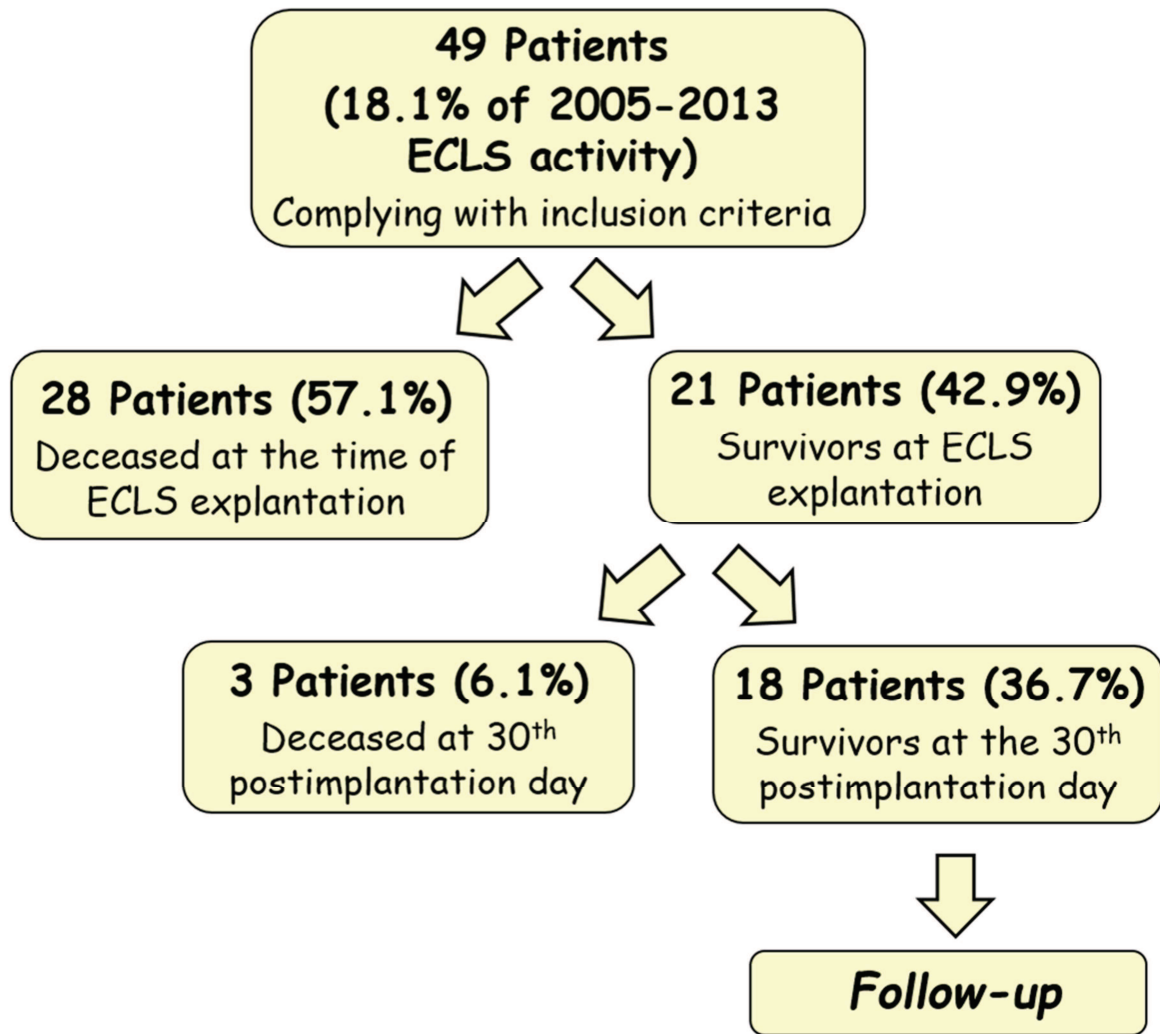 49 Patients
(18.1% of 2005-2013
ECLS activity)
Complying with inclusion criteria
28 Patients (57.1%)
Deceased at the time of
ECLS explantation
21 Patients (42.9%)
Survivors at ECLS
explantation
3 Patients (6.1%)
Deceased at 30th
postimplantation day
18 Patients (36.7%)
Survivors at the 30th
postimplantation day
Follow-up